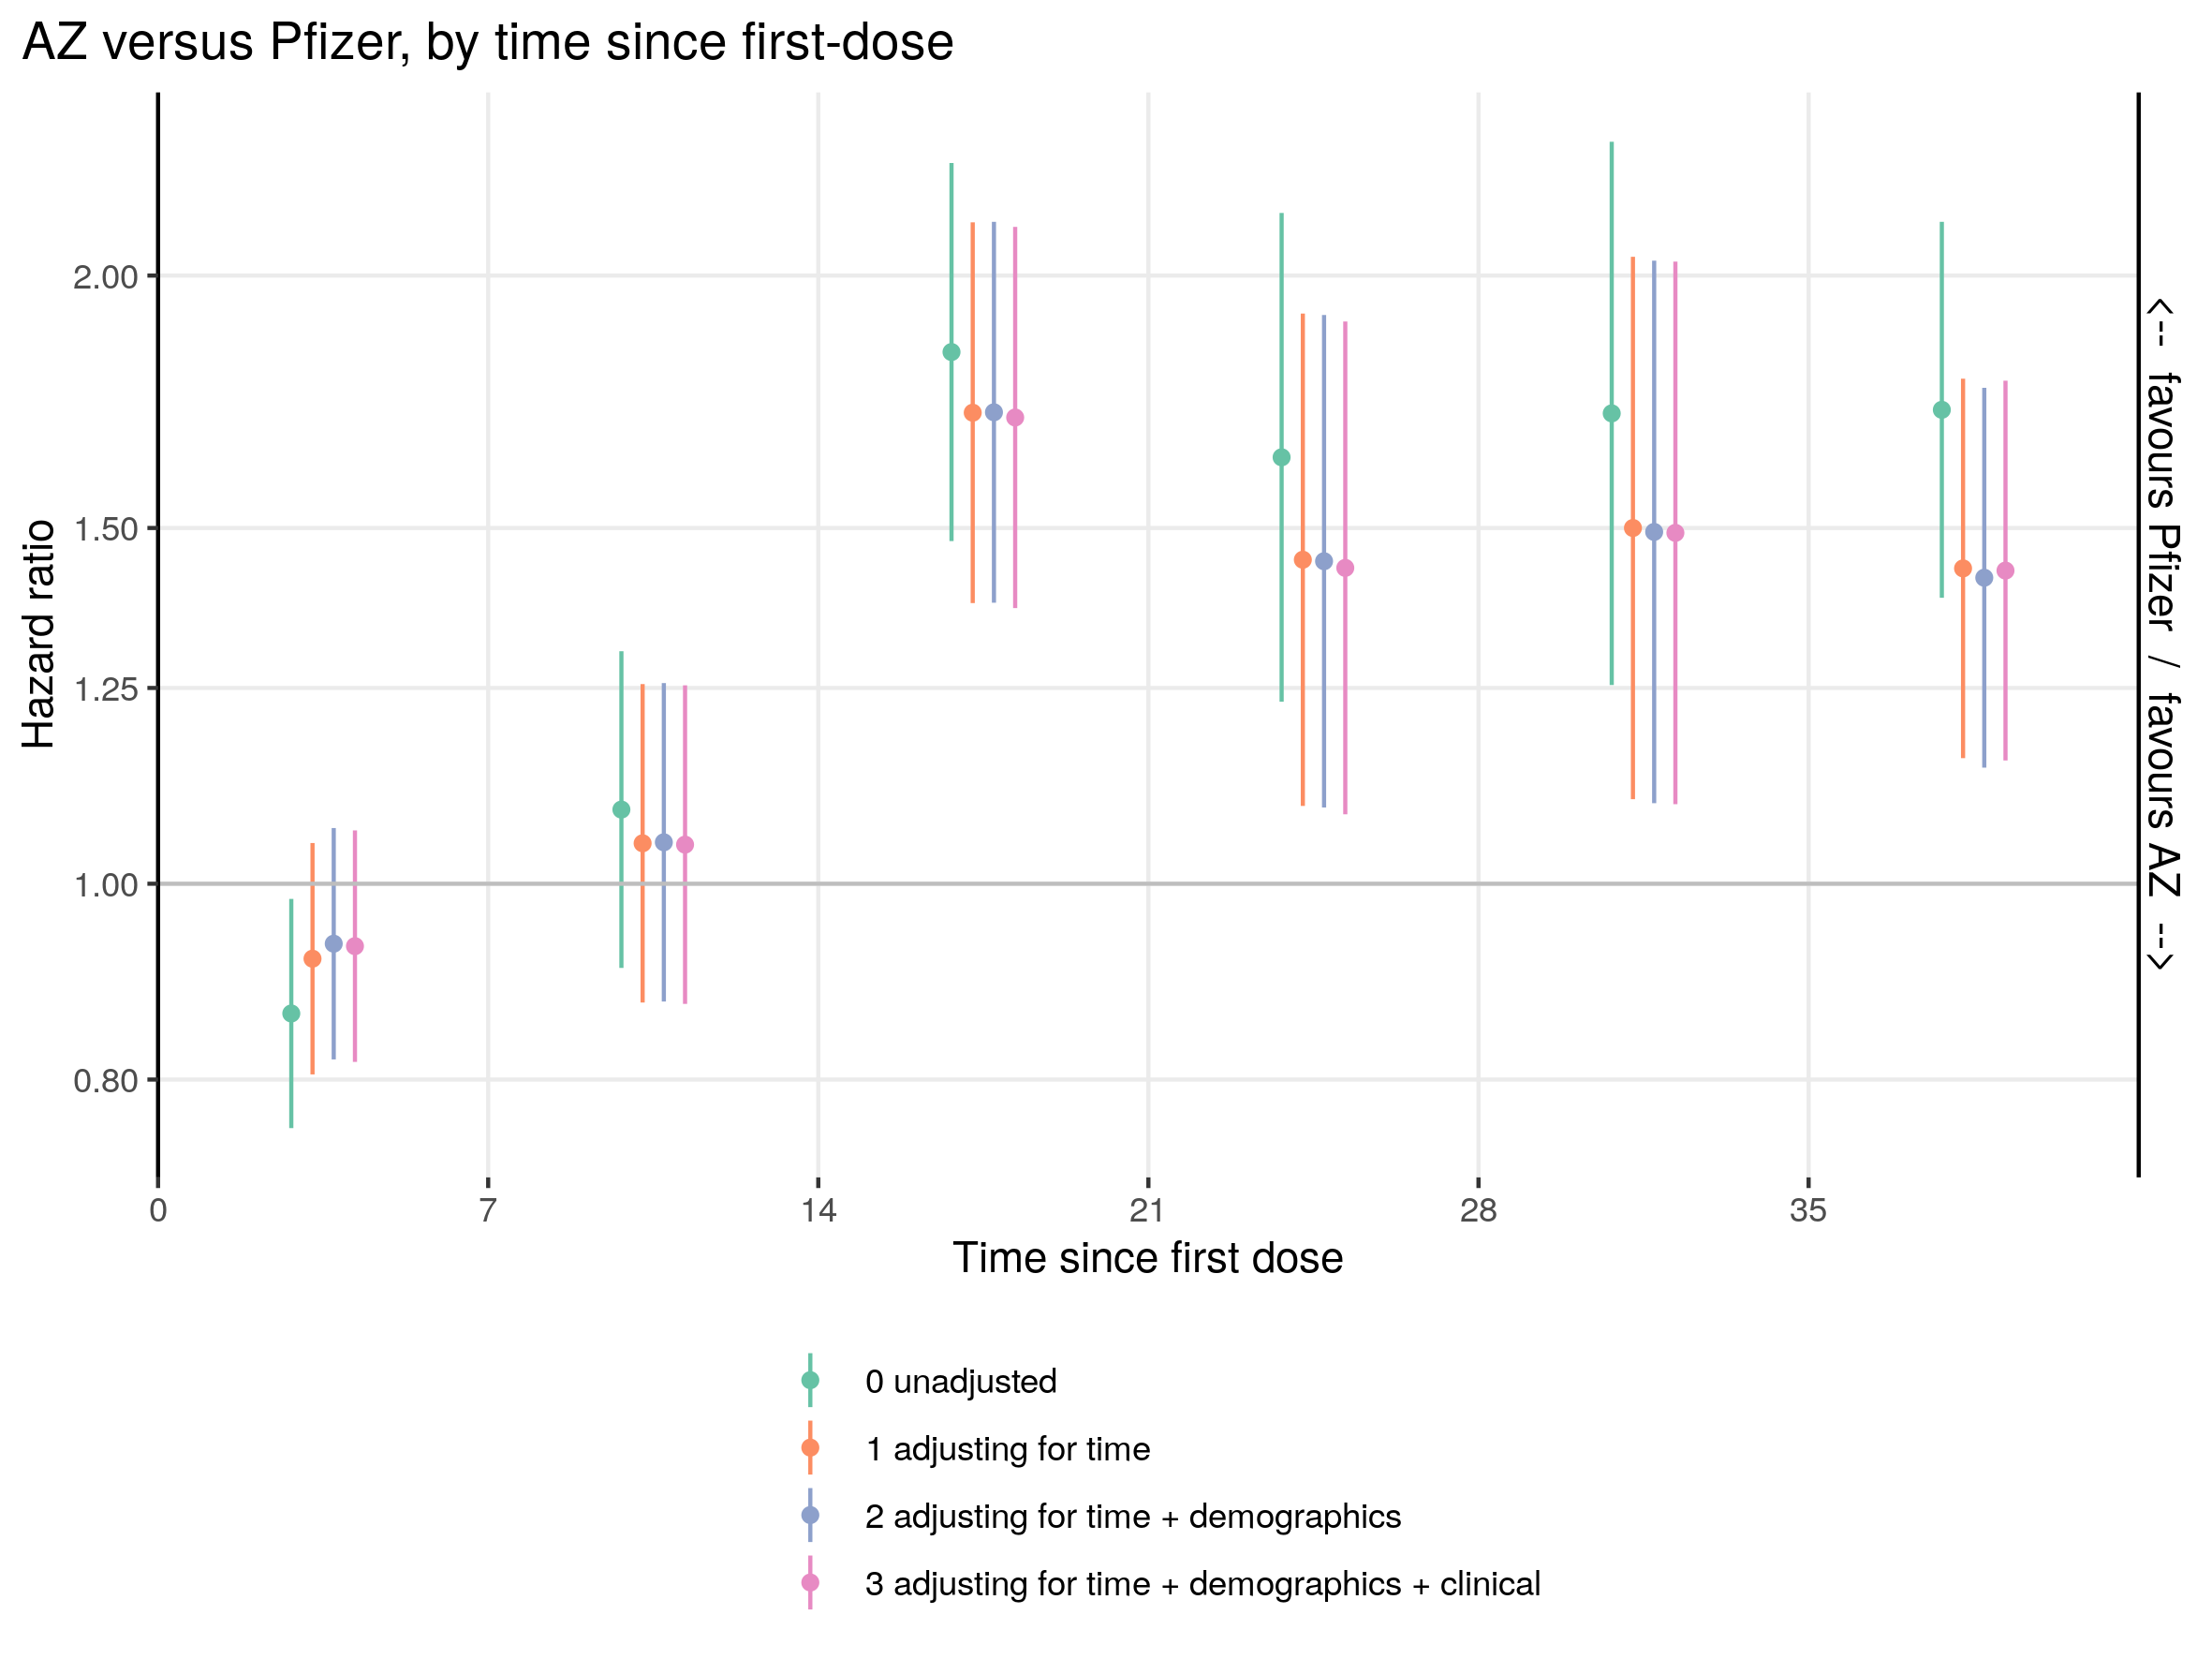 AZ versus Pfizer, by time since first-dose
Hazard ratio
2.00
1.50
1.25
1.00
0.80
0
7
14
21
28
35
Time since first dose
<-- favours Pfizer / favours AZ -->
0 unadjusted
1 adjusting for time
2 adjusting for time + demographics
3 adjusting for time + demographics + clinical